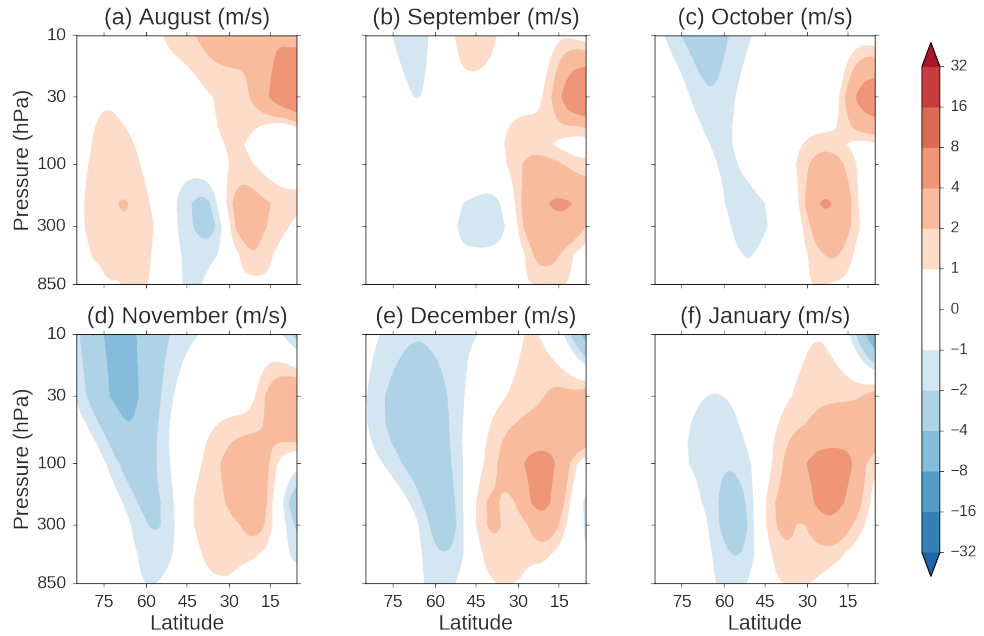 (a) August (m/s)
(b) September (m/s)
(c) October (m/s)
10
30
100
300
850
Pressure (hPa)
32
16
8
4
2
1
0
−1
−2
−4
−8
−16
−32
(d) November (m/s)
(e) December (m/s)
(f) January (m/s)
10
30
100
300
850
Pressure (hPa)
75 60 45 30 15
75 60 45 30 15
75 60 45 30 15
Latitude
Latitude
Latitude